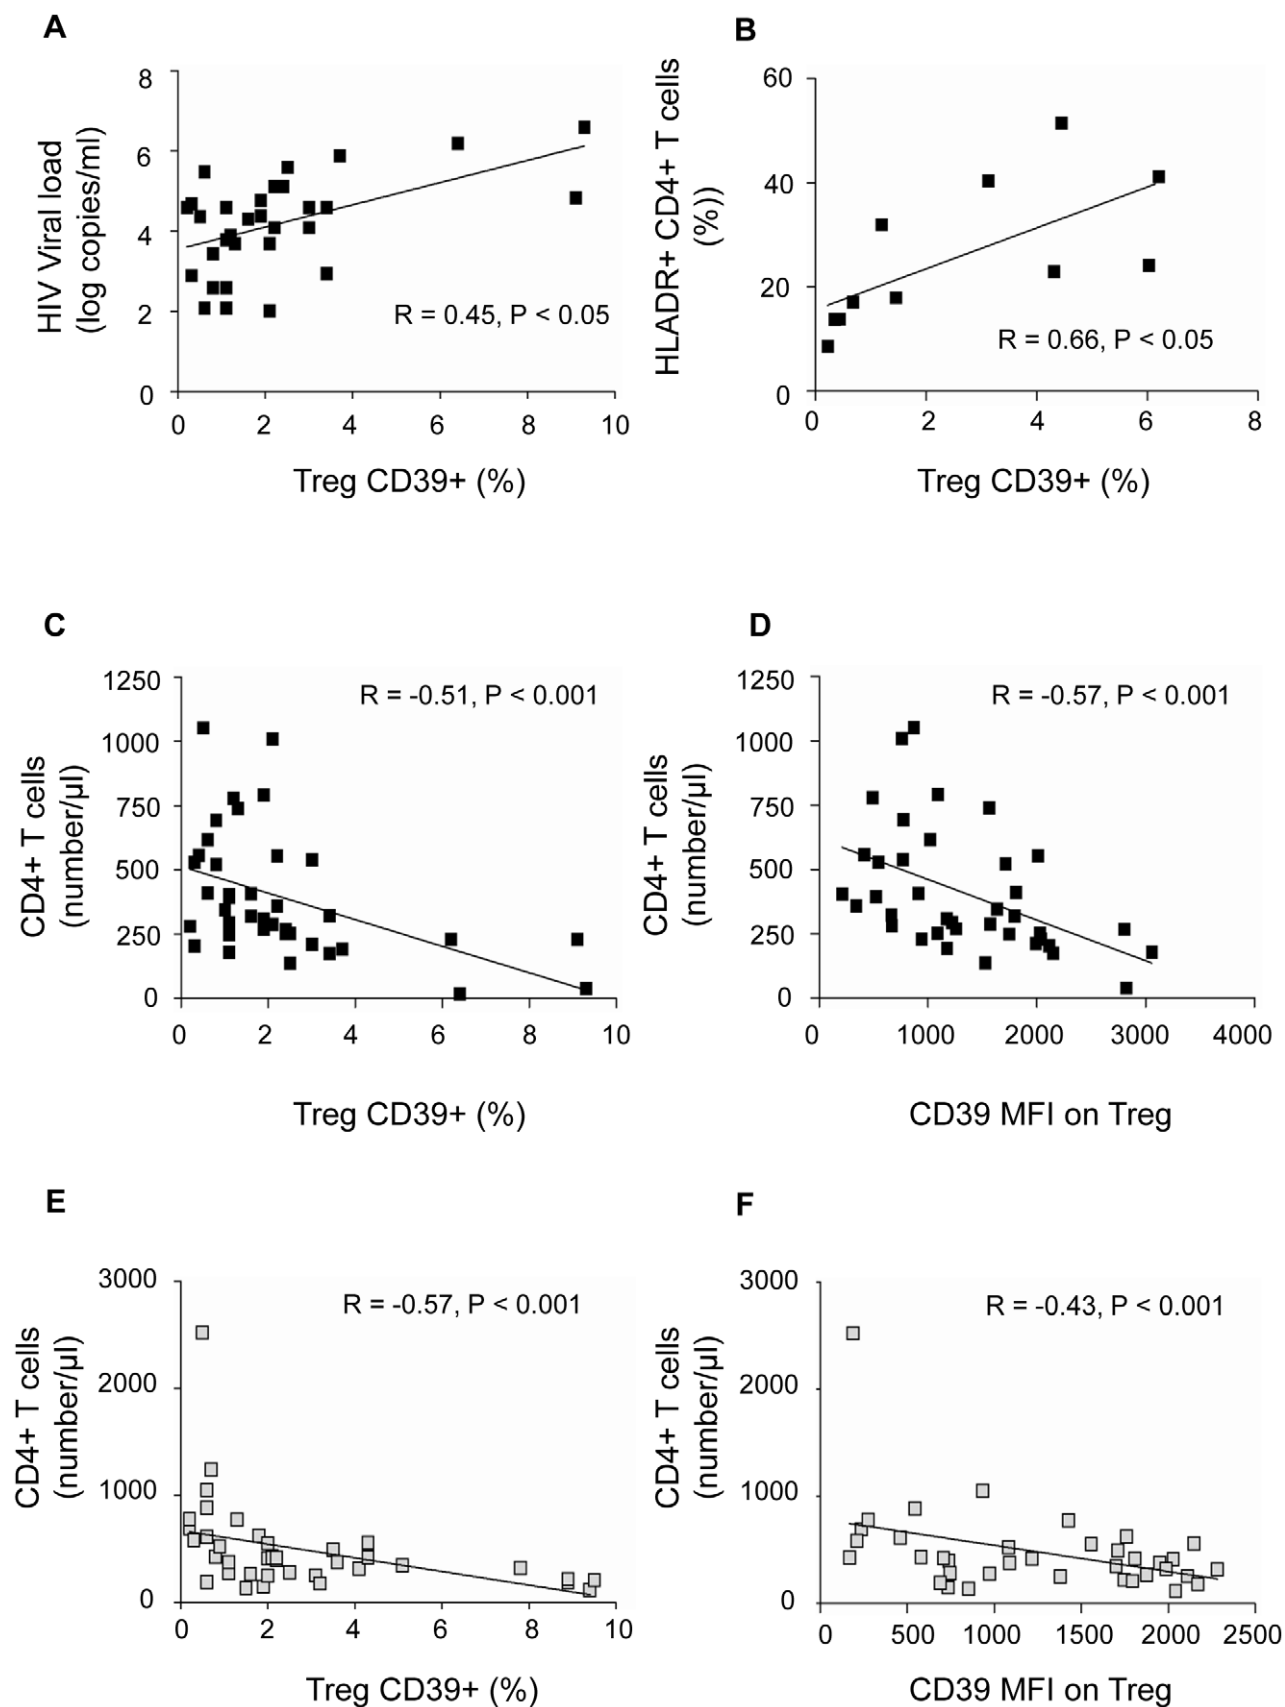 A
HIV Viral load
(log copies/ml)
8
6
4
2
0
R = 0.45, P < 0.05
0 2 4 6 8 10
Treg CD39+ (%)
B
HLADR+ CD4+ T cells
(%))
60
40
20
0
R = 0.66, P < 0.05
0 2 4 6 8
Treg CD39+ (%)
C
CD4+ T cells
(number/µl)
1250
1000
750
500
250
0
R = -0.51, P < 0.001
0 2 4 6 8 10
Treg CD39+ (%)
D
CD4+ T cells
(number/µl)
1250
1000
750
500
250
0
R = -0.57, P < 0.001
0 1000 2000 3000 4000
CD39 MFI on Treg
E
CD4+ T cells
(number/µl)
3000
2000
1000
0
R = -0.57, P < 0.001
0 2 4 6 8 10
Treg CD39+ (%)
F
CD4+ T cells
(number/µl)
3000
2000
1000
0
R = -0.43, P < 0.001
0 500 1000 1500 2000 2500
CD39 MFI on Treg